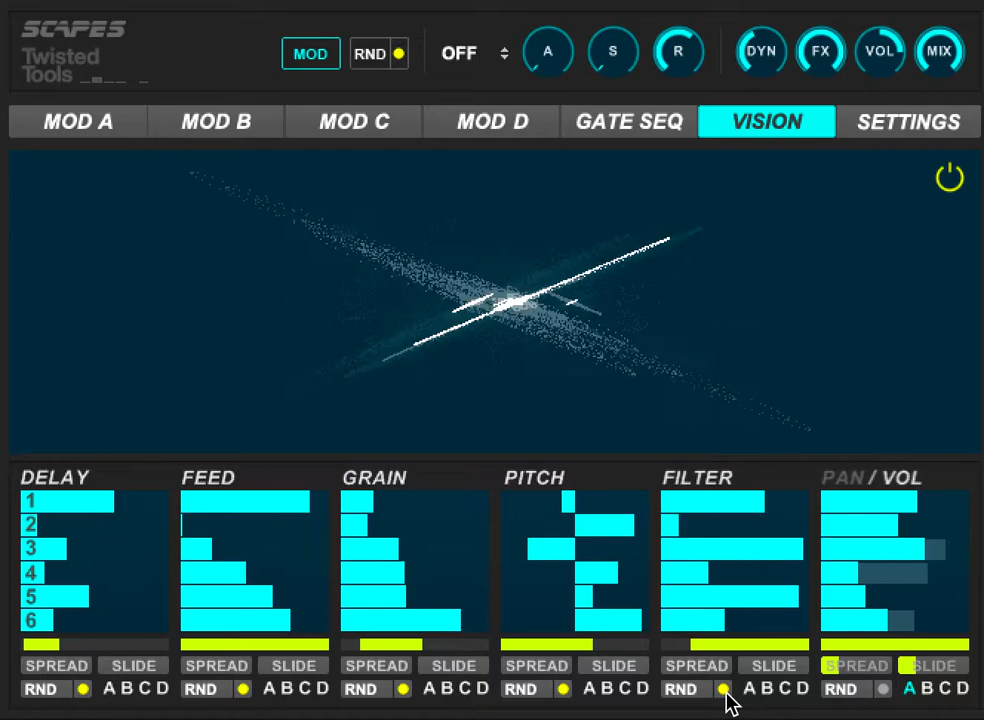 SCAPES
Twisted
Tools
MOD RND OFF A S R DYN FX VOL MIX
MOD A MOD B MOD C MOD D GATE SEQ VISION SETTINGS
DELAY FEED GRAIN PITCH FILTER PAN / VOL
1
2
3
4
5
6
SPREAD SLIDE SPREAD SLIDE SPREAD SLIDE SPREAD SLIDE SPREAD SLIDE SPREAD SLIDE
RND A B C D RND A B C D RND A B C D RND A B C D RND A B C D RND A B C D